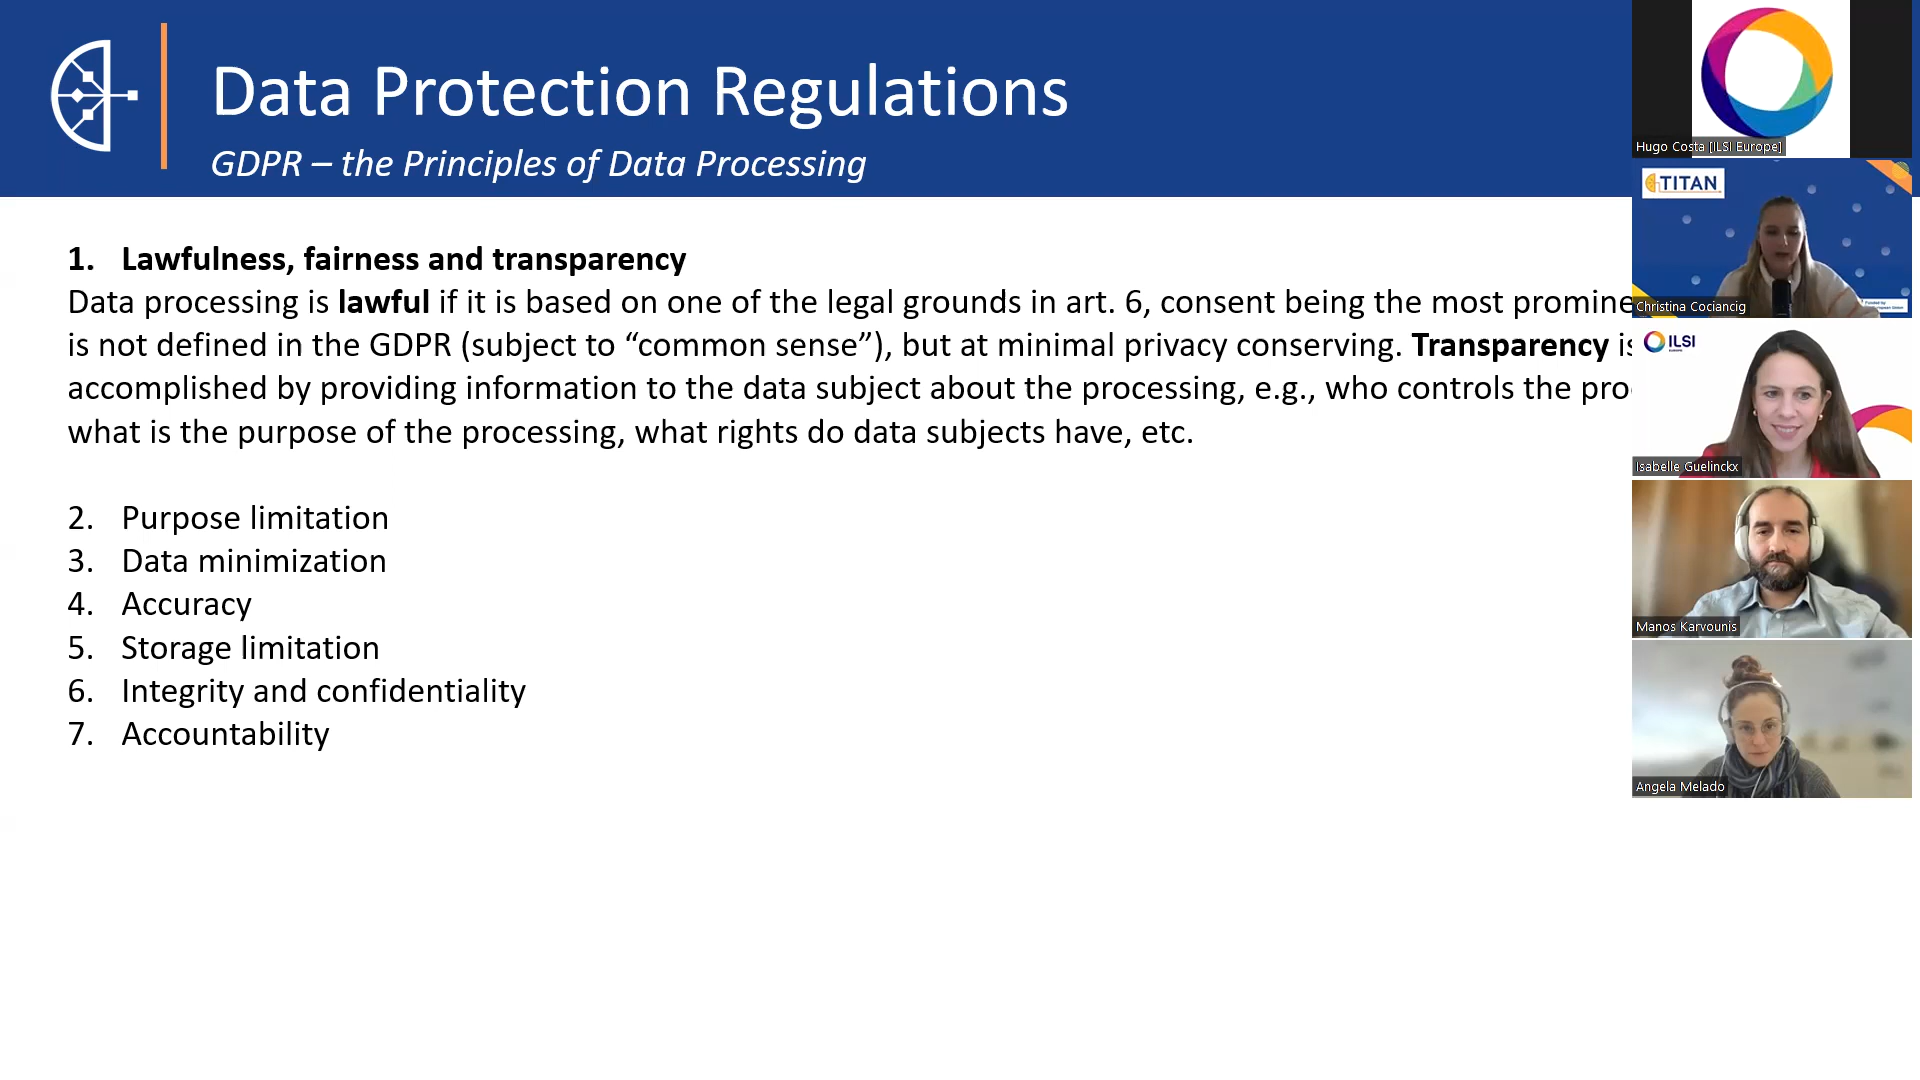 Data Protection Regulations
GDPR – the Principles of Data Processing
1. Lawfulness, fairness and transparency
Data processing is lawful if it is based on one of the legal grounds in art. 6, consent being the most promine
is not defined in the GDPR (subject to “common sense”), but at minimal privacy conserving. Transparency is
accomplished by providing information to the data subject about the processing, e.g., who controls the pro
what is the purpose of the processing, what rights do data subjects have, etc.
2. Purpose limitation
3. Data minimization
4. Accuracy
5. Storage limitation
6. Integrity and confidentiality
7. Accountability
Hugo Costa [ILSI Europe]
TITAN
Christina Cociancig
ILSI
EUROPE
Isabelle Guelinckx
Manos Karvounis
Angela Melado